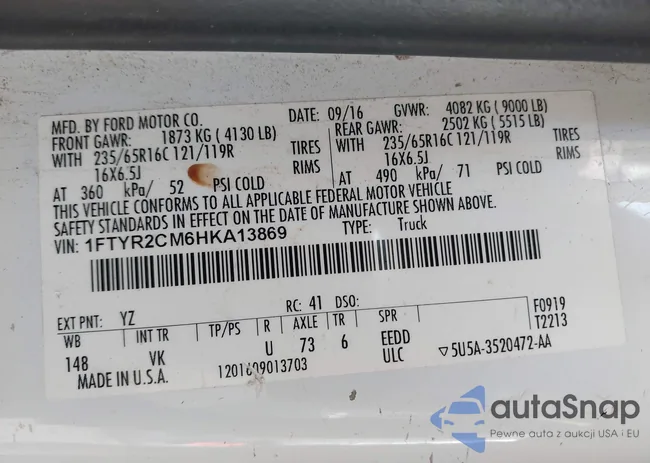 MFD. BY FORD MOTOR CO.
DATE: 09/16 GVWR: 4082 KG (9000 LB)
FRONT GAWR: 1873 KG (4130 LB)
REAR GAWR: 2502 KG (5515 LB)
WITH 235/65R16C 121/119R TIRES
WITH 235/65R16C 121/119R TIRES
16X6.5J RIMS
16X6.5J RIMS
AT 360 kPa/ 52 PSI COLD
AT 490 kPa/ 71 PSI COLD
THIS VEHICLE CONFORMS TO ALL APPLICABLE FEDERAL MOTOR VEHICLE
SAFETY STANDARDS IN EFFECT ON THE DATE OF MANUFACTURE SHOWN ABOVE.
VIN: 1FTYR2CM6HKA13869 TYPE: Truck
EXT PNT: YZ RC: 41 DSO: F0919
WB INT TR TP/PS R AXLE TR SPR T2213
148 VK U 73 6 EEDD
ULC
MADE IN U.S.A. 1201609013703 ▽5U5A-3520472-AA
autaSnap
Pewne auta z aukcji USA i EU